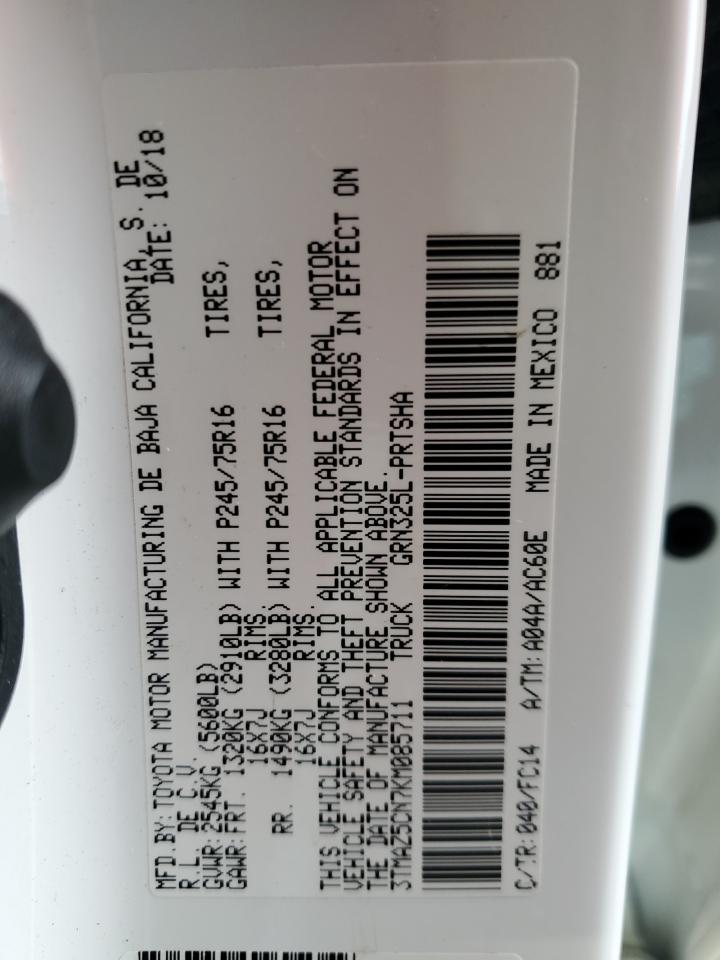 MFD.BY:TOYOTA MOTOR MANUFACTURING DE BAJA CALIFORNIA,S. DE
R.L. DE C.V. DATE: 10/18
GVWR:2545KG (5600LB)
GAWR:FRT. 1320KG (2910LB) WITH P245/75R16 TIRES,
16X7J RIMS.
RR. 1490KG (3280LB) WITH P245/75R16 TIRES,
16X7J RIMS.
THIS VEHICLE CONFORMS TO ALL APPLICABLE FEDERAL MOTOR
VEHICLE SAFETY AND THEFT PREVENTION STANDARDS IN EFFECT ON
THE DATE OF MANUFACTURE SHOWN ABOVE.
3TMAZ5CN7KM085711 TRUCK GRN325L-PRTSHA
C/TR:040/FC14 A/TM:A04A/AC60E MADE IN MEXICO 881